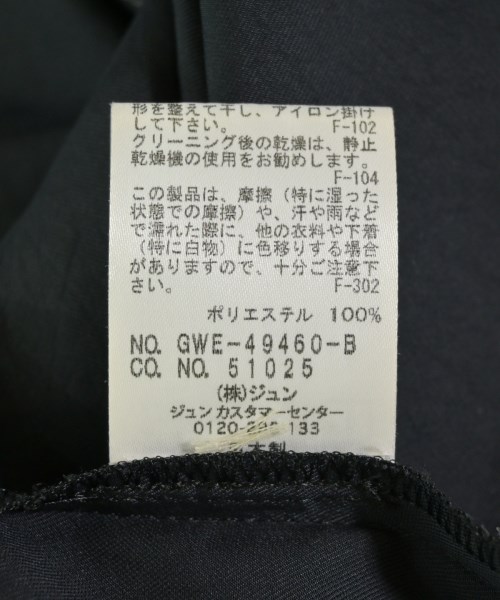 形を整えて干し、アイロン掛け
して下さい。 F-102
クリーニング後の乾燥は、静止
乾燥機の使用をお勧めします。
F-104
この製品は、摩擦（特に湿った
状態での摩擦）や、汗や雨など
で濡れた際に、他の衣料や下着
（特に白物）に色移りする場合
がありますので、十分ご注意下
さい。 F-302
ポリエステル 100%
NO. GWE-49460-B
CO. NO. 51025
(株)ジュン
ジュン カスタマーセンター